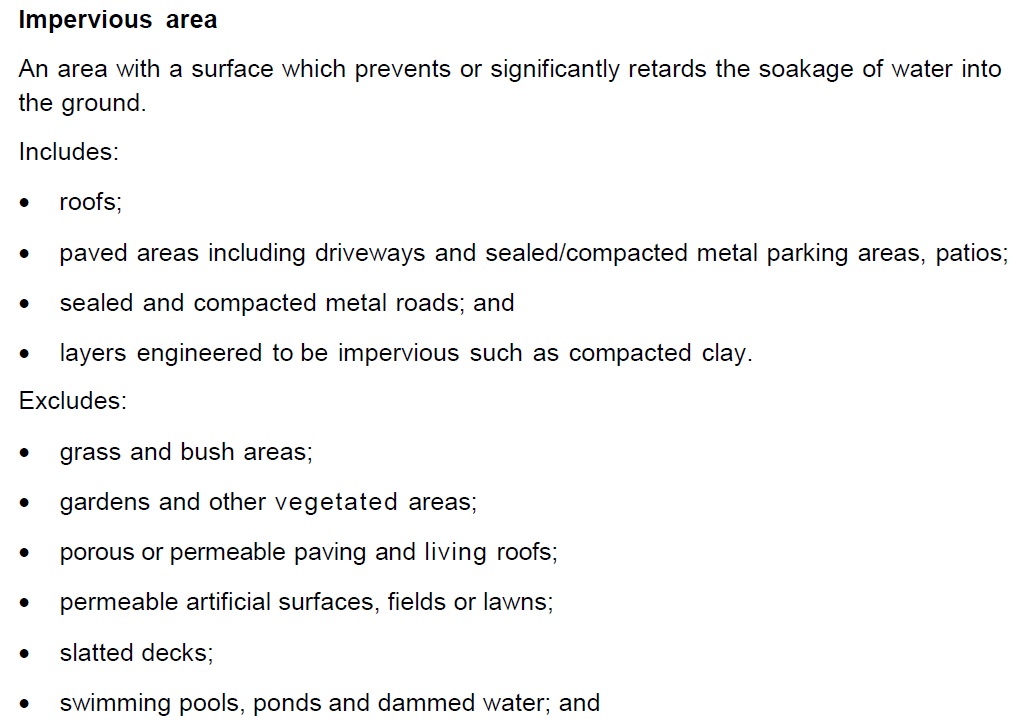 Impervious area
An area with a surface which prevents or significantly retards the soakage of water into
the ground.
Includes:
• roofs;
• paved areas including driveways and sealed/compacted metal parking areas, patios;
• sealed and compacted metal roads; and
• layers engineered to be impervious such as compacted clay.
Excludes:
• grass and bush areas;
• gardens and other vegetated areas;
• porous or permeable paving and living roofs;
• permeable artificial surfaces, fields or lawns;
• slatted decks;
• swimming pools, ponds and dammed water; and